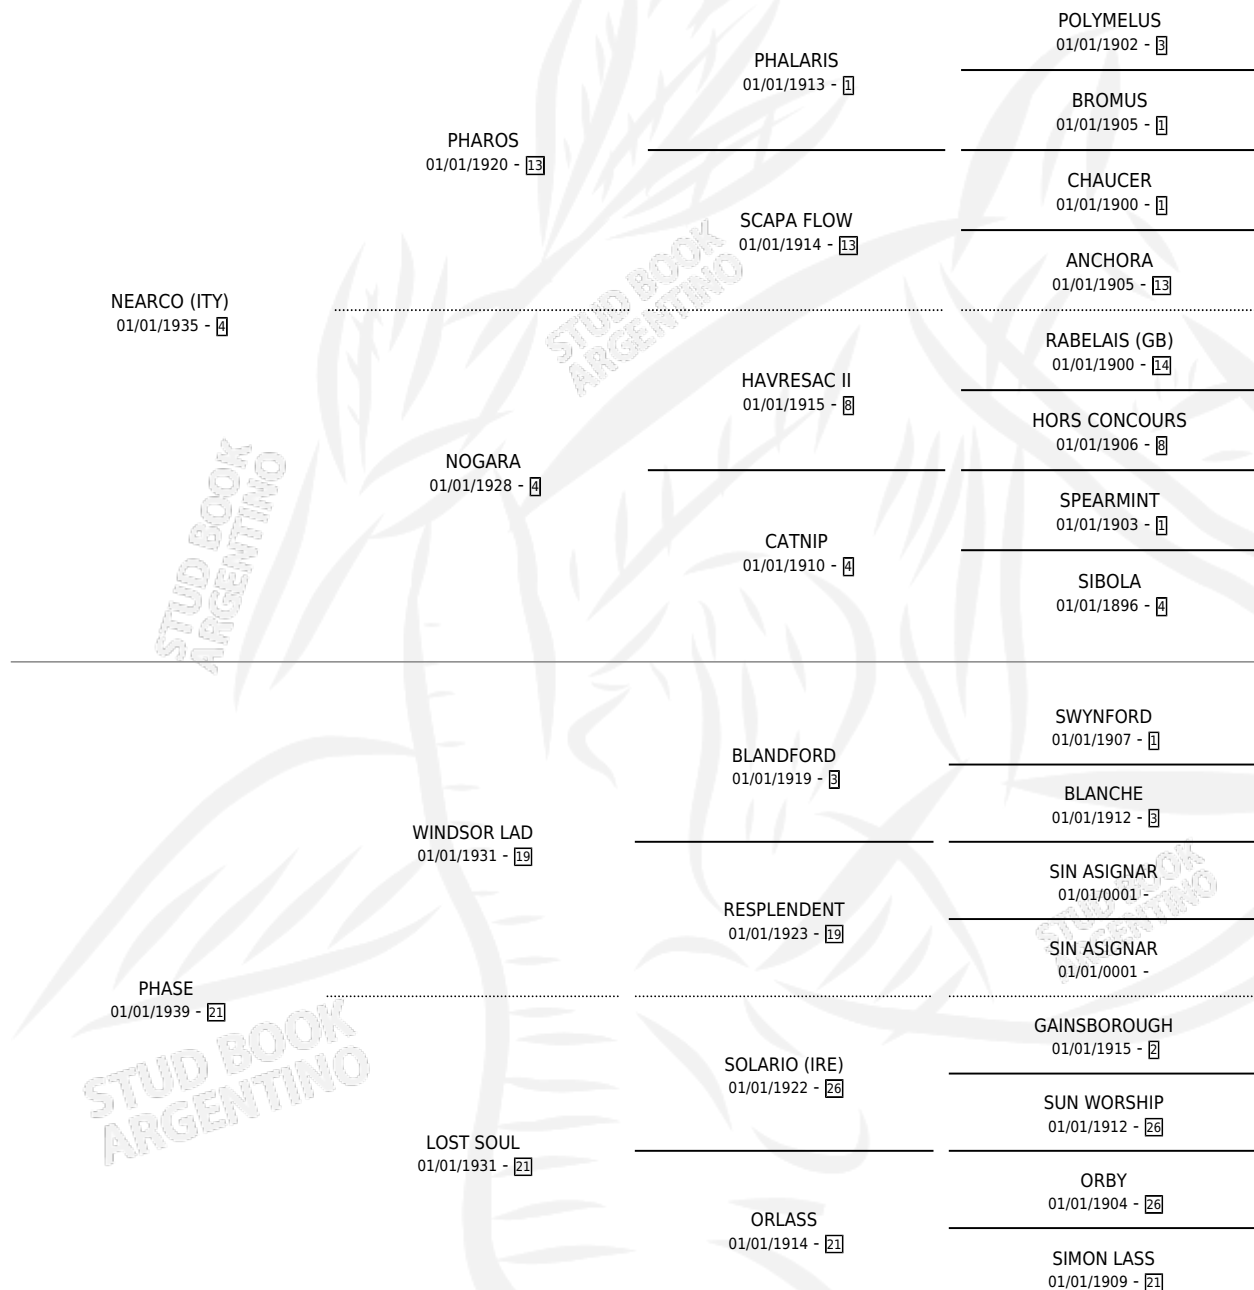 POLYMELUS
01/01/1902 - 3
PHALARIS
01/01/1913 - 1
BROMUS
01/01/1905 - 1
PHAROS
01/01/1920 - 13
CHAUCER
01/01/1900 - 1
SCAPA FLOW
01/01/1914 - 13
ANCHORA
01/01/1905 - 13
NEARCO (ITY)
01/01/1935 - 4
RABELAIS (GB)
01/01/1900 - 14
HAVRESAC II
01/01/1915 - 8
HORS CONCOURS
01/01/1906 - 8
NOGARA
01/01/1928 - 4
SPEARMINT
01/01/1903 - 1
CATNIP
01/01/1910 - 4
SIBOLA
01/01/1896 - 4
SWYNFORD
01/01/1907 - 1
BLANDFORD
01/01/1919 - 3
BLANCHE
01/01/1912 - 3
WINDSOR LAD
01/01/1931 - 19
SIN ASIGNAR
01/01/0001 -
RESPLENDENT
01/01/1923 - 19
SIN ASIGNAR
01/01/0001 -
PHASE
01/01/1939 - 21
GAINSBOROUGH
01/01/1915 - 2
SOLARIO (IRE)
01/01/1922 - 26
SUN WORSHIP
01/01/1912 - 26
LOST SOUL
01/01/1931 - 21
ORBY
01/01/1904 - 26
ORLASS
01/01/1914 - 21
SIMON LASS
01/01/1909 - 21
STUD BOOK
ARGENTINO
STUD BOOK
ARGENTINO
STUD BOOK
ARGENTINO
STUD BOOK
ARGENTINO